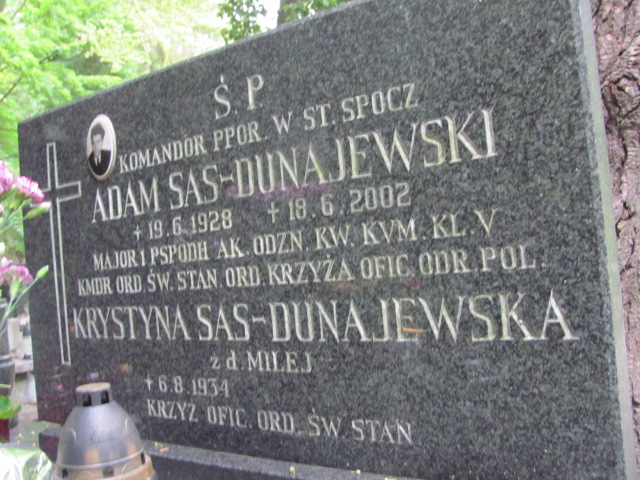 Ś P
KOMANDOR PPOR. W ST. SPOCZ
ADAM SAS-DUNAJEWSKI
+ 19.6.1928 + 18.6.2002
MAJOR I PSPODH AK. ODZN. KW. KVM. KL. V
KMDR ORD. ŚW. STAN. ORD. KRZYŻA OFIC. ODR. POL.
KRYSTYNA SAS-DUNAJEWSKA
z d. MILEJ
+ 6.8.1934
KRZYŻ OFIC. ORD. ŚW. STAN